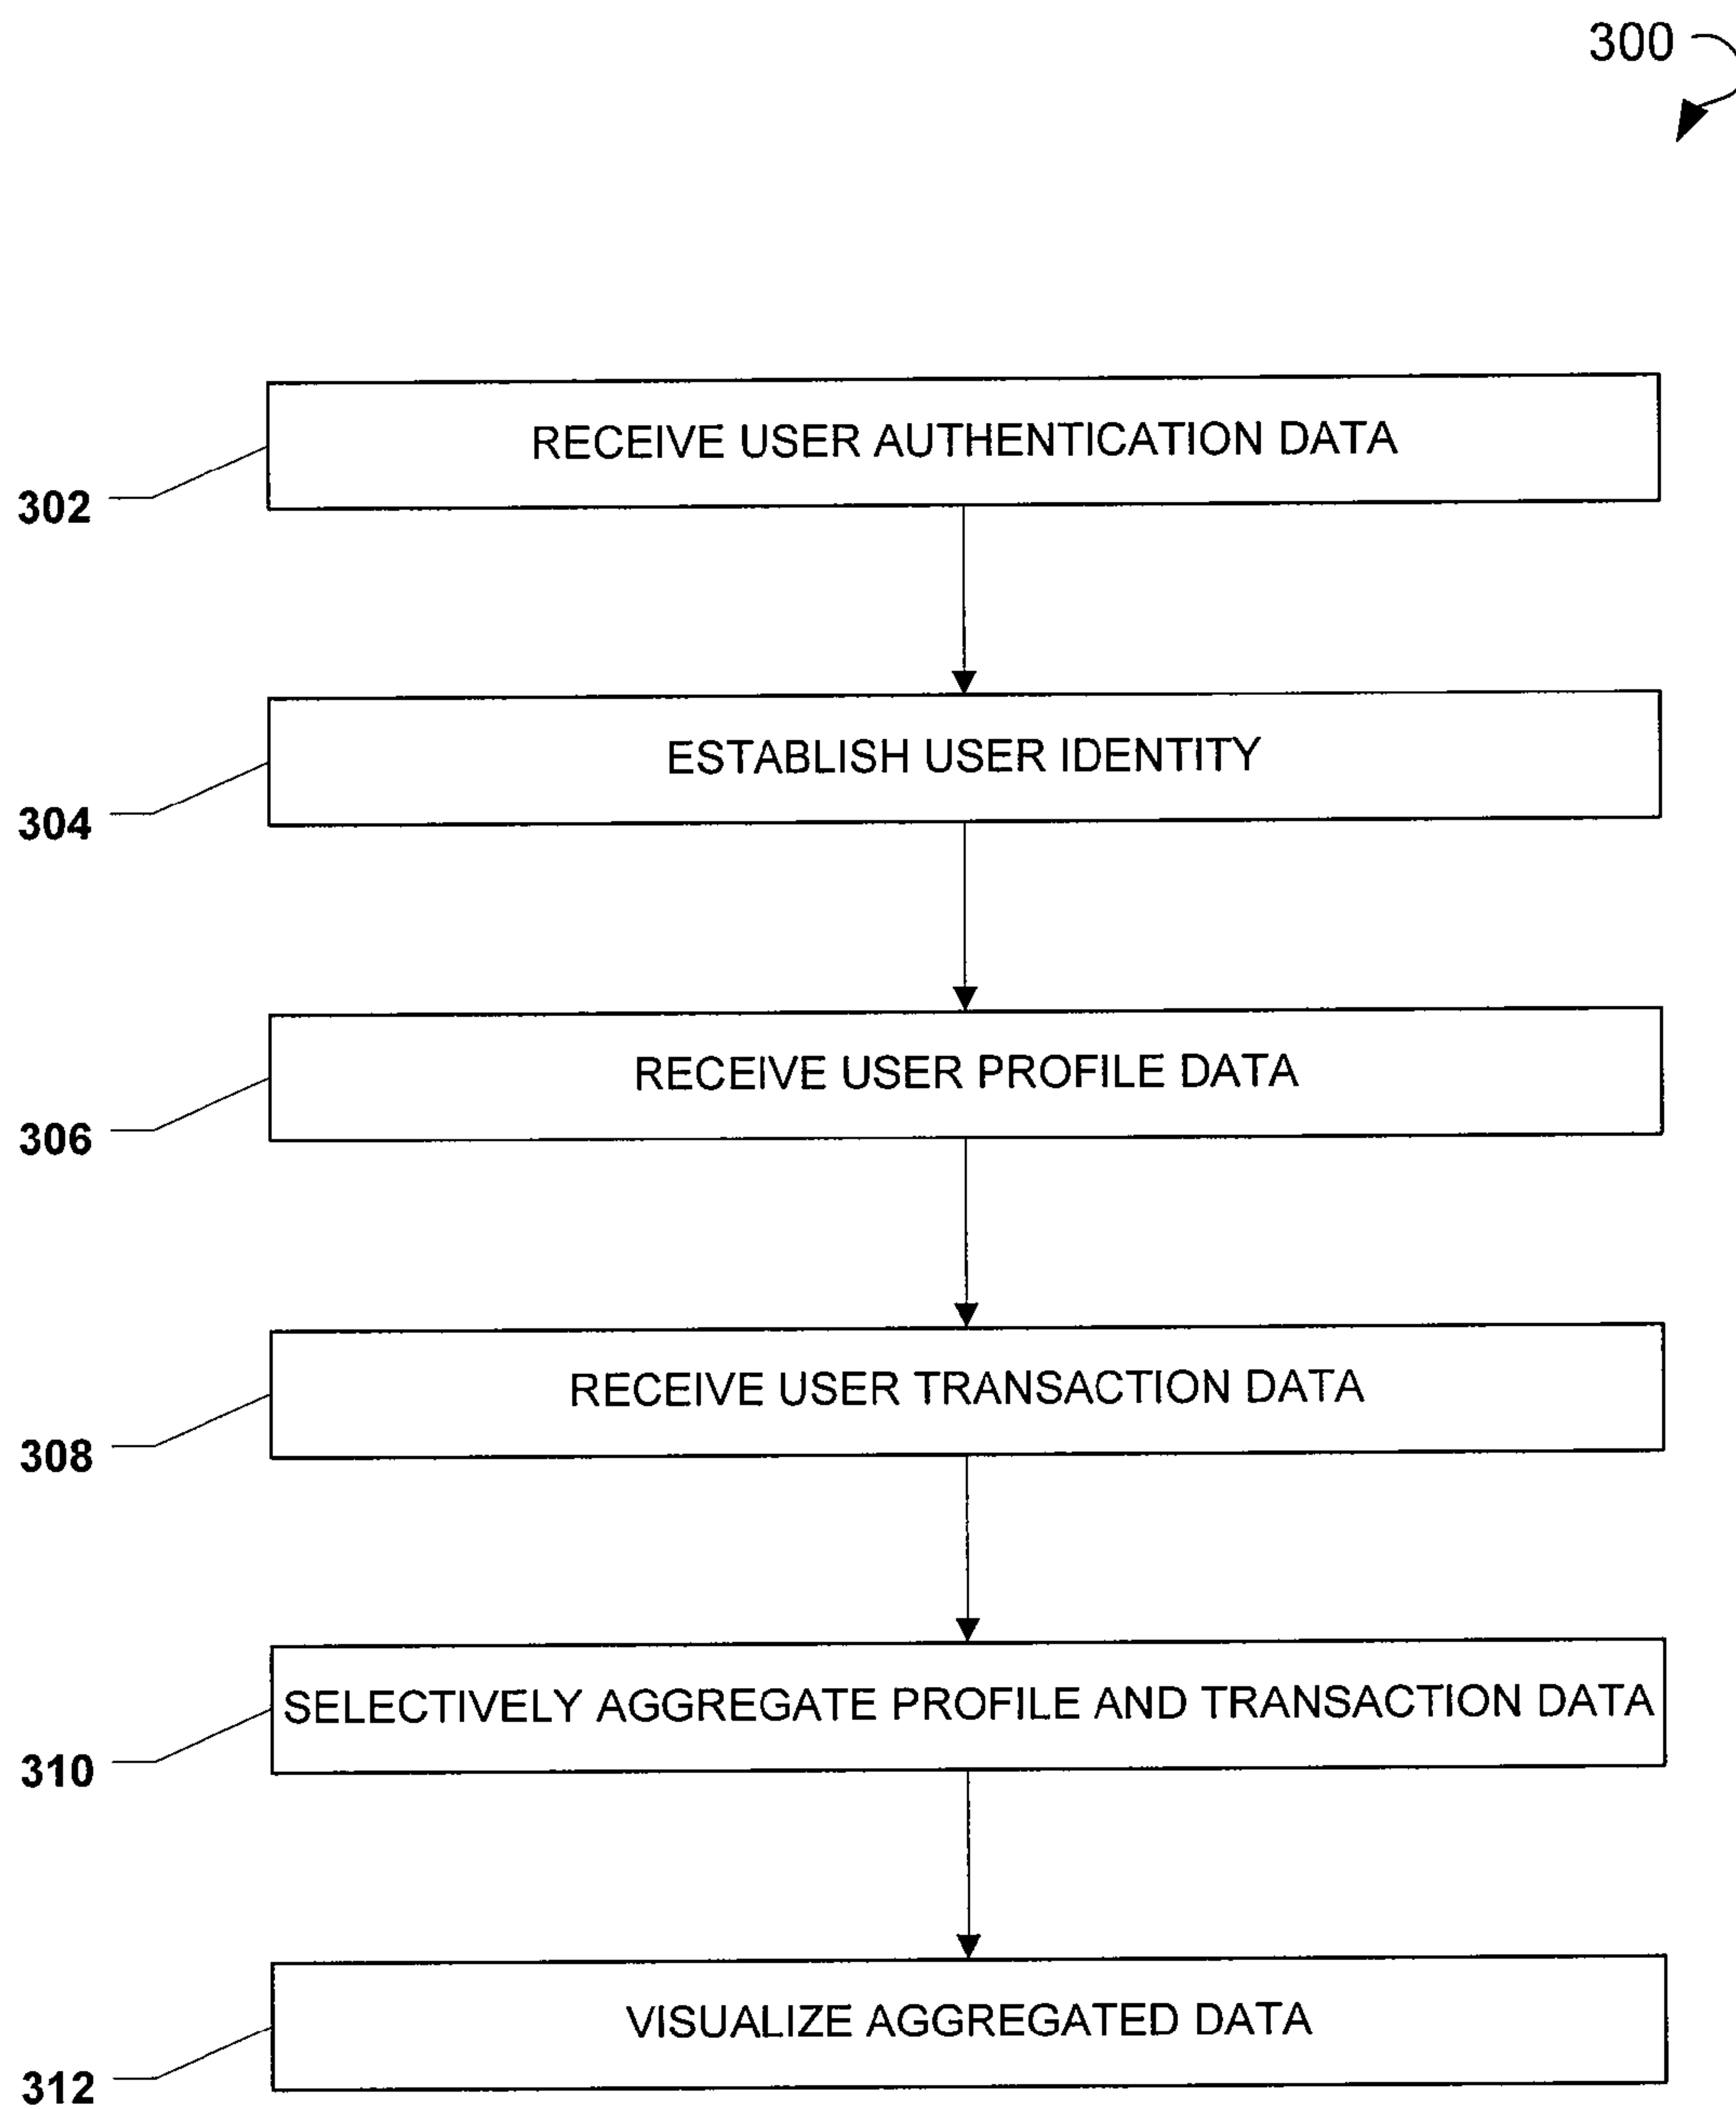 300
RECEIVE USER AUTHENTICATION DATA
302
ESTABLISH USER IDENTITY
304
RECEIVE USER PROFILE DATA
306
RECEIVE USER TRANSACTION DATA
308
SELECTIVELY AGGREGATE PROFILE AND TRANSACTION DATA
310
VISUALIZE AGGREGATED DATA
312